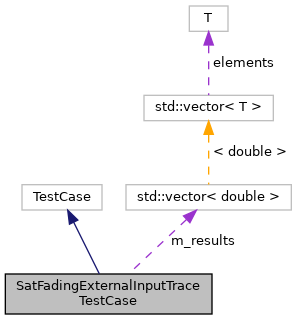 T
elements
std::vector< T >
< double >
TestCase
std::vector< double >
m_results
SatFadingExternalInputTrace
TestCase